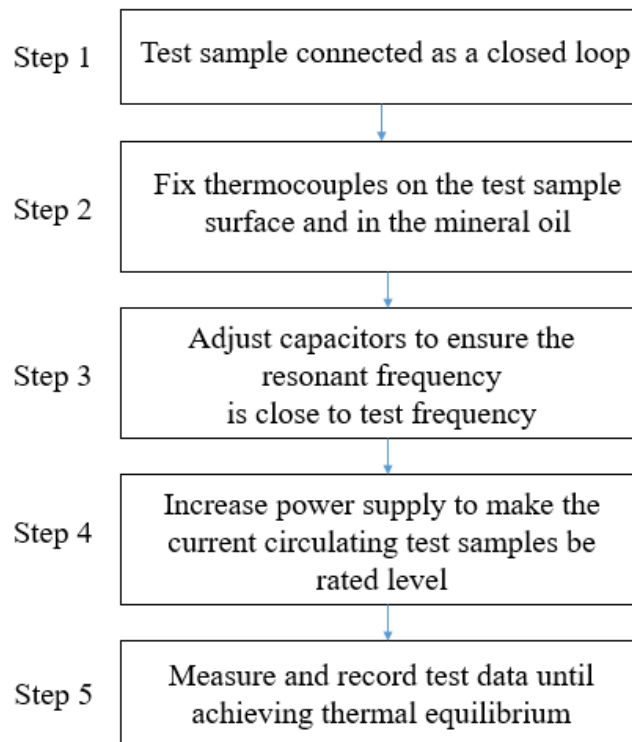 Step 1
Test sample connected as a closed loop
Step 2
Fix thermocouples on the test sample
surface and in the mineral oil
Step 3
Adjust capacitors to ensure the
resonant frequency
is close to test frequency
Step 4
Increase power supply to make the
current circulating test samples be
rated level
Step 5
Measure and record test data until
achieving thermal equilibrium